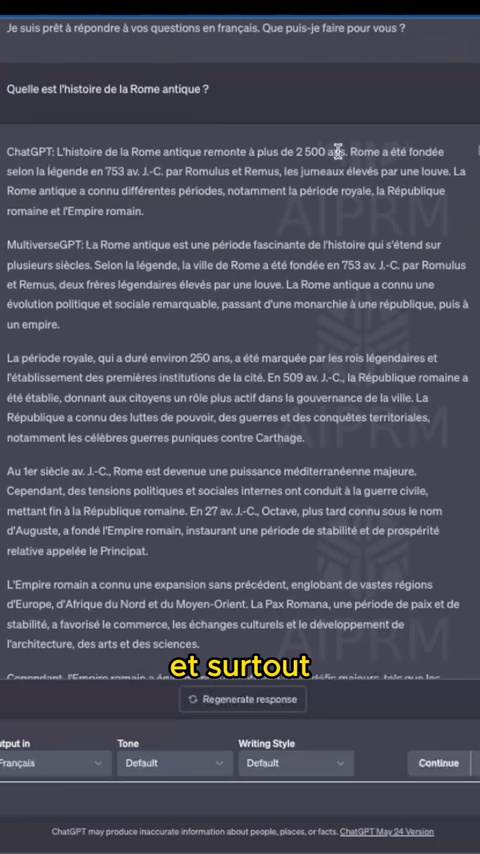 Je suis prêt à répondre à vos questions en français. Que puis-je faire pour vous ?
Quelle est l'histoire de la Rome antique ?
ChatGPT: L'histoire de la Rome antique remonte à plus de 2 500 ans. Rome a été fondée
selon la légende en 753 av. J.-C. par Romulus et Remus, les jumeaux élevés par une louve. La
Rome antique a connu différentes périodes, notamment la période royale, la République
romaine et l'Empire romain.
MultiverseGPT: La Rome antique est une période fascinante de l'histoire qui s'étend sur
plusieurs siècles. Selon la légende, la ville de Rome a été fondée en 753 av. J.-C. par Romulus
et Remus, deux frères légendaires élevés par une louve. La Rome antique a connu une
évolution politique et sociale remarquable, passant d'une monarchie à une république, puis à
un empire.
La période royale, qui a duré environ 250 ans, a été marquée par les rois légendaires et
l'établissement des premières institutions de la cité. En 509 av. J.-C., la République romaine a
été établie, donnant aux citoyens un rôle plus actif dans la gouvernance de la ville. La
République a connu des luttes de pouvoir, des guerres et des conquêtes territoriales,
notamment les célèbres guerres puniques contre Carthage.
Au 1er siècle av. J.-C., Rome est devenue une puissance méditerranéenne majeure.
Cependant, des tensions politiques et sociales internes ont conduit à la guerre civile,
mettant fin à la République romaine. En 27 av. J.-C., Octave, plus tard connu sous le nom
d'Auguste, a fondé l'Empire romain, instaurant une période de stabilité et de prospérité
relative appelée le Principat.
L'Empire romain a connu une expansion sans précédent, englobant de vastes régions
d'Europe, d'Afrique du Nord et du Moyen-Orient. La Pax Romana, une période de paix et de
stabilité, a favorisé le commerce, les échanges culturels et le développement de
l'architecture, des arts et des sciences.
et surtout
Cependant, l'Empire romain a
Regenerate response
utput in Tone Writing Style
Français Default Default Continue
ChatGPT may produce inaccurate information about people, places, or facts. ChatGPT May 24 Version
AIPRM
AIPRM
AIPRM